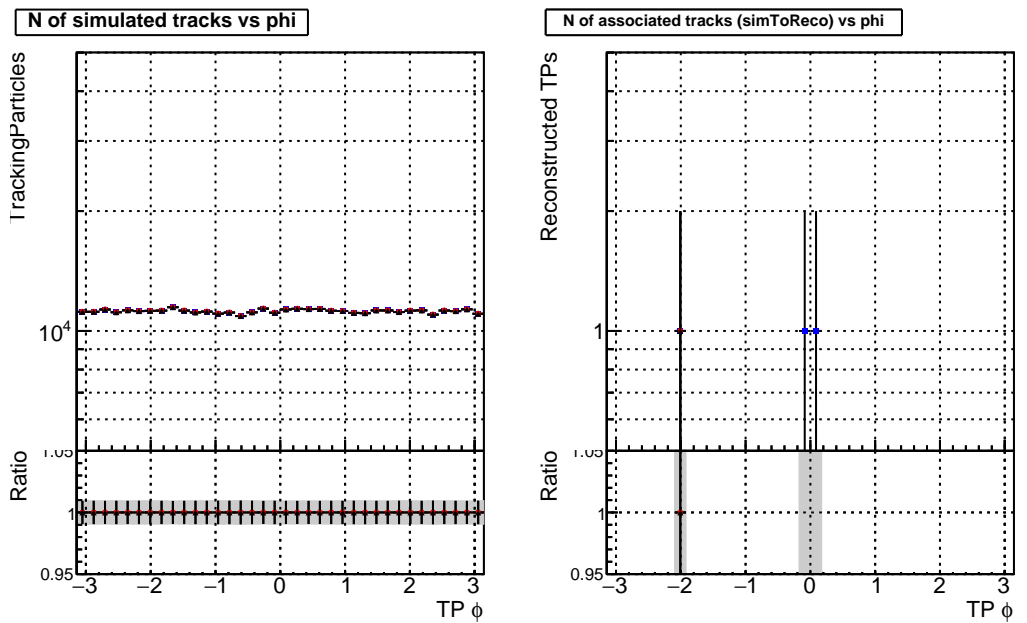 N of simulated tracks vs phi
TrackingParticles
10⁴
1.05
Ratio
1
0.95
−3 −2 −1 0 1 2 3
TP ϕ
N of associated tracks (simToReco) vs phi
Reconstructed TPs
1
1.05
Ratio
1
0.95
−3 −2 −1 0 1 2 3
TP ϕ